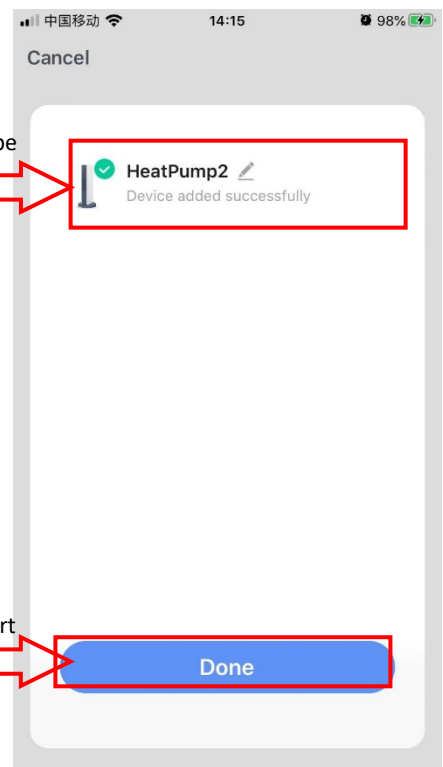 中国移动 14:15 98%
Cancel
HeatPump2
Device added successfully
Done